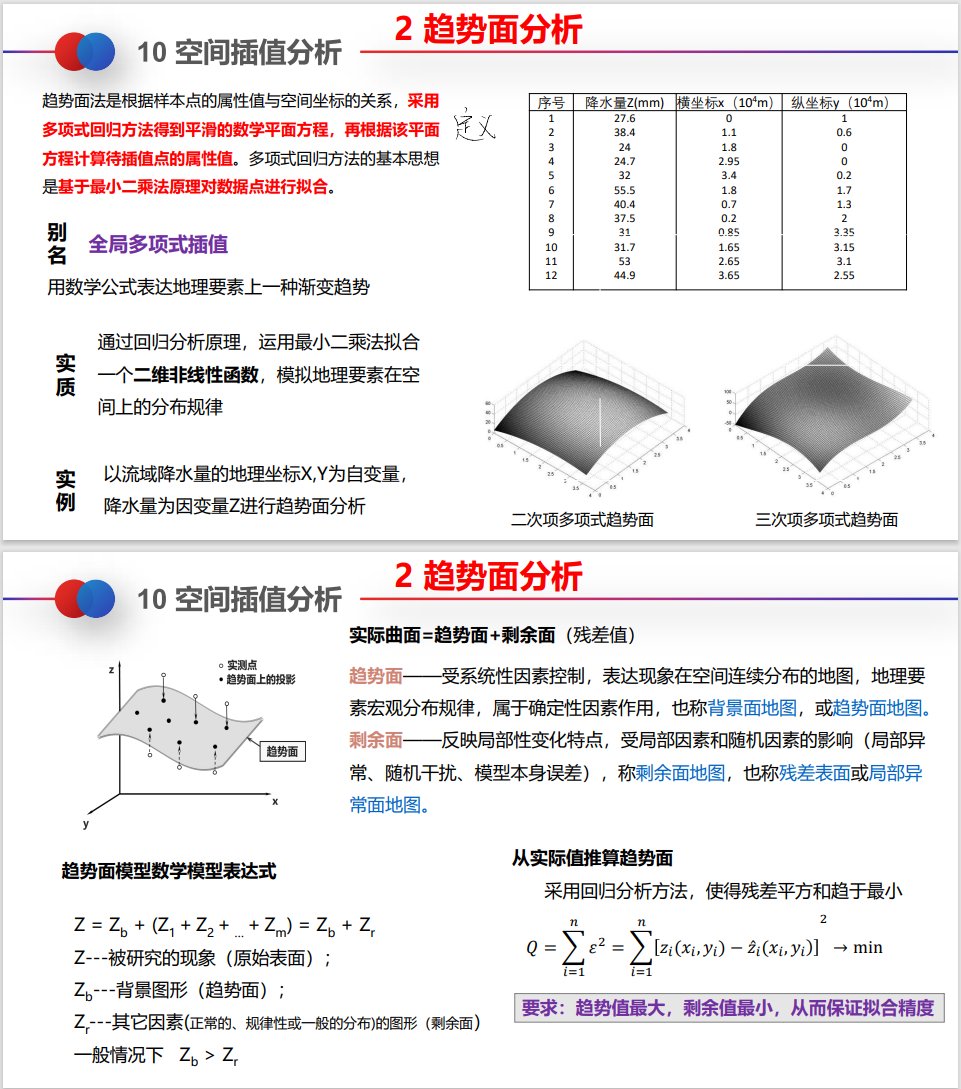 2 趋势面分析
10 空间插值分析
趋势面法是根据样本点的属性值与空间坐标的关系，采用
多项式回归方法得到平滑的数学平面方程，再根据该平面
方程计算待插值点的属性值。多项式回归方法的基本思想
是基于最小二乘法原理对数据点进行拟合。
定义
别名 全局多项式插值
用数学公式表达地理要素上一种渐变趋势
实质
通过回归分析原理，运用最小二乘法拟合
一个二维非线性函数，模拟地理要素在空
间上的分布规律
实例
以流域降水量的地理坐标X,Y为自变量，
降水量为因变量Z进行趋势面分析
序号 降水量Z(mm) 横坐标x（10⁴m） 纵坐标y（10⁴m）
1 27.6 0 1
2 38.4 1.1 0.6
3 24 1.8 0
4 24.7 2.95 0
5 32 3.4 0.2
6 55.5 1.8 1.7
7 40.4 0.7 1.3
8 37.5 0.2 2
9 31 0.85 3.35
10 31.7 1.65 3.15
11 53 2.65 3.1
12 44.9 3.65 2.55
二次项多项式趋势面
三次项多项式趋势面
2 趋势面分析
10 空间插值分析
实际曲面=趋势面+剩余面（残差值）
趋势面——受系统性因素控制，表达现象在空间连续分布的地图，地理要
素宏观分布规律，属于确定性因素作用，也称背景面地图，或趋势面地图。
剩余面——反映局部性变化特点，受局部因素和随机因素的影响（局部异
常、随机干扰、模型本身误差），称剩余面地图，也称残差表面或局部异
常面地图。
z
○ 实测点
● 趋势面上的投影
趋势面
x
y
趋势面模型数学模型表达式
Z = Z_b + (Z_1 + Z_2 + ... + Z_m) = Z_b + Z_r
Z---被研究的现象（原始表面）；
Z_b---背景图形（趋势面）；
Z_r---其它因素(正常的、规律性或一般的分布)的图形（剩余面）
一般情况下 Z_b > Z_r
从实际值推算趋势面
采用回归分析方法，使得残差平方和趋于最小
Q = ∑_{i=1}^{n} ε² = ∑_{i=1}^{n} [z_i(x_i, y_i) − ẑ_i(x_i, y_i)]² → min
要求：趋势值最大，剩余值最小，从而保证拟合精度